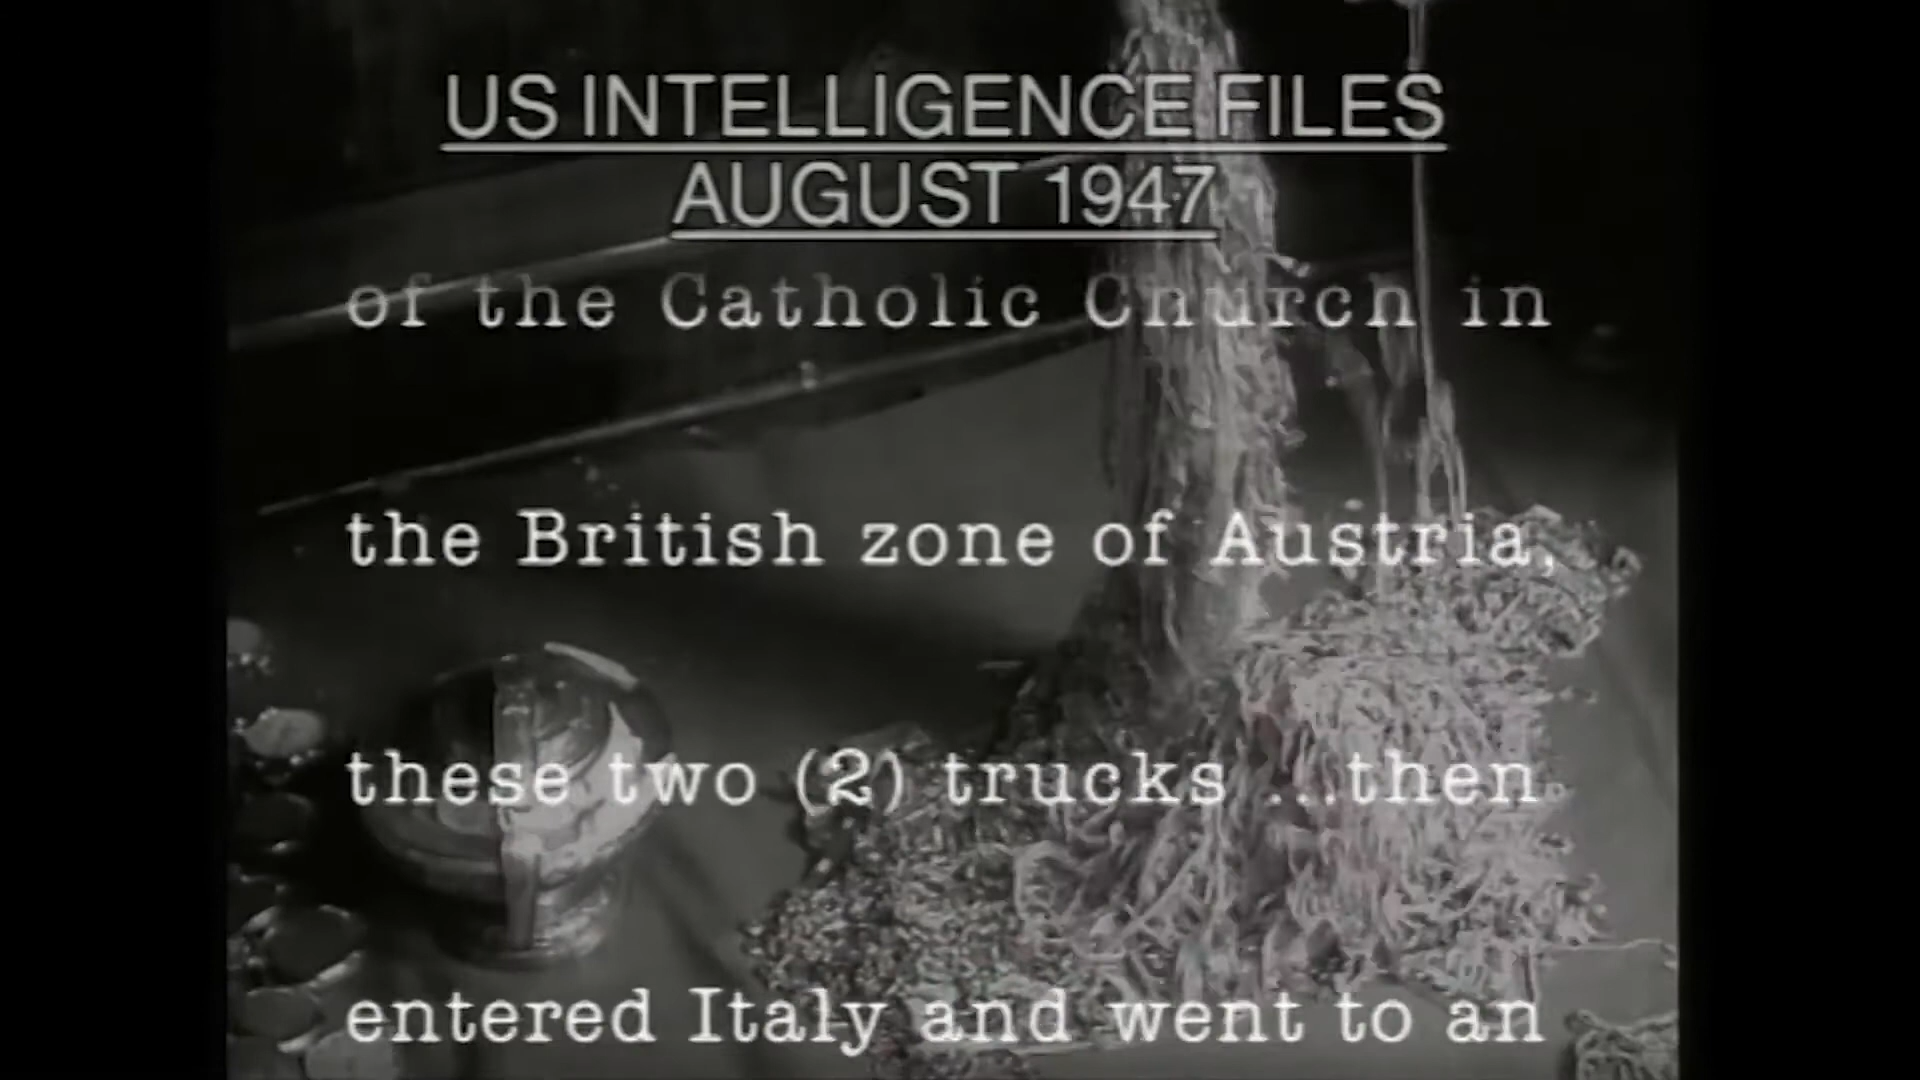 US INTELLIGENCE FILES
AUGUST 1947
of the Catholic Church in
the British zone of Austria,
these two (2) trucks ...then
entered Italy and went to an